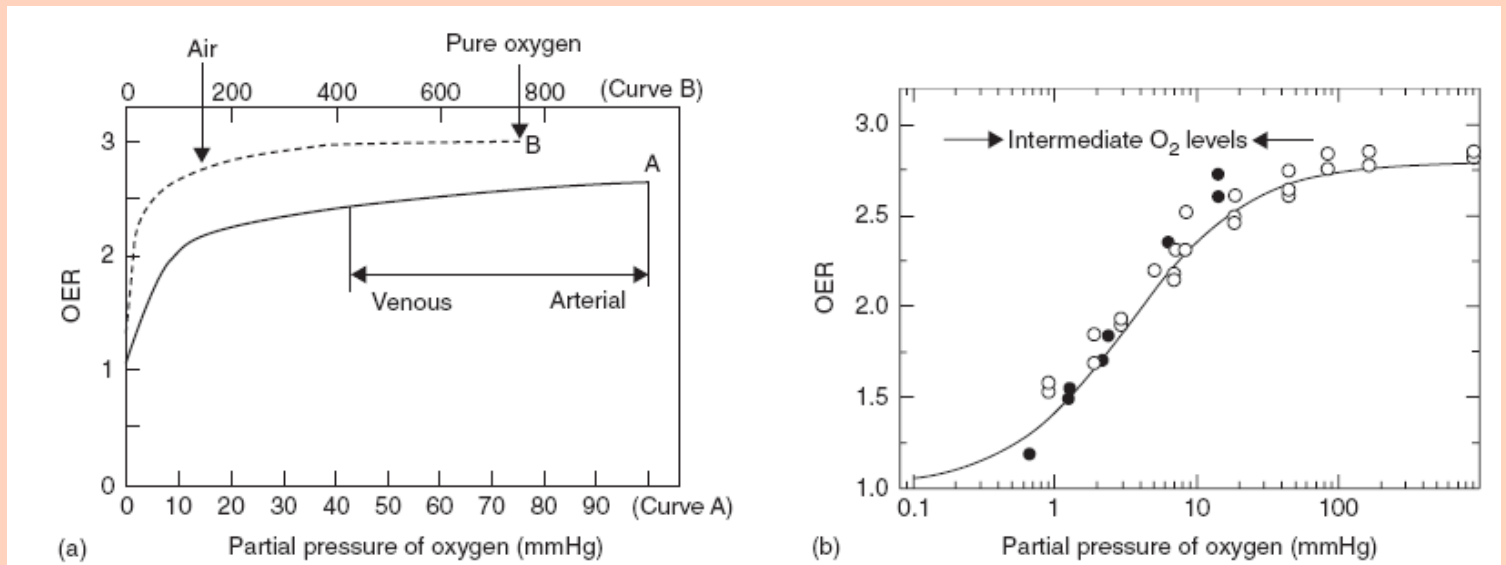 Air
Pure oxygen
0 200 400 600 800 (Curve B)
3
2
1
0
OER
B
A
Venous
Arterial
0 10 20 30 40 50 60 70 80 90 (Curve A)
(a) Partial pressure of oxygen (mmHg)
3.0
2.5
2.0
1.5
1.0
OER
Intermediate O₂ levels
0.1 1 10 100
(b) Partial pressure of oxygen (mmHg)